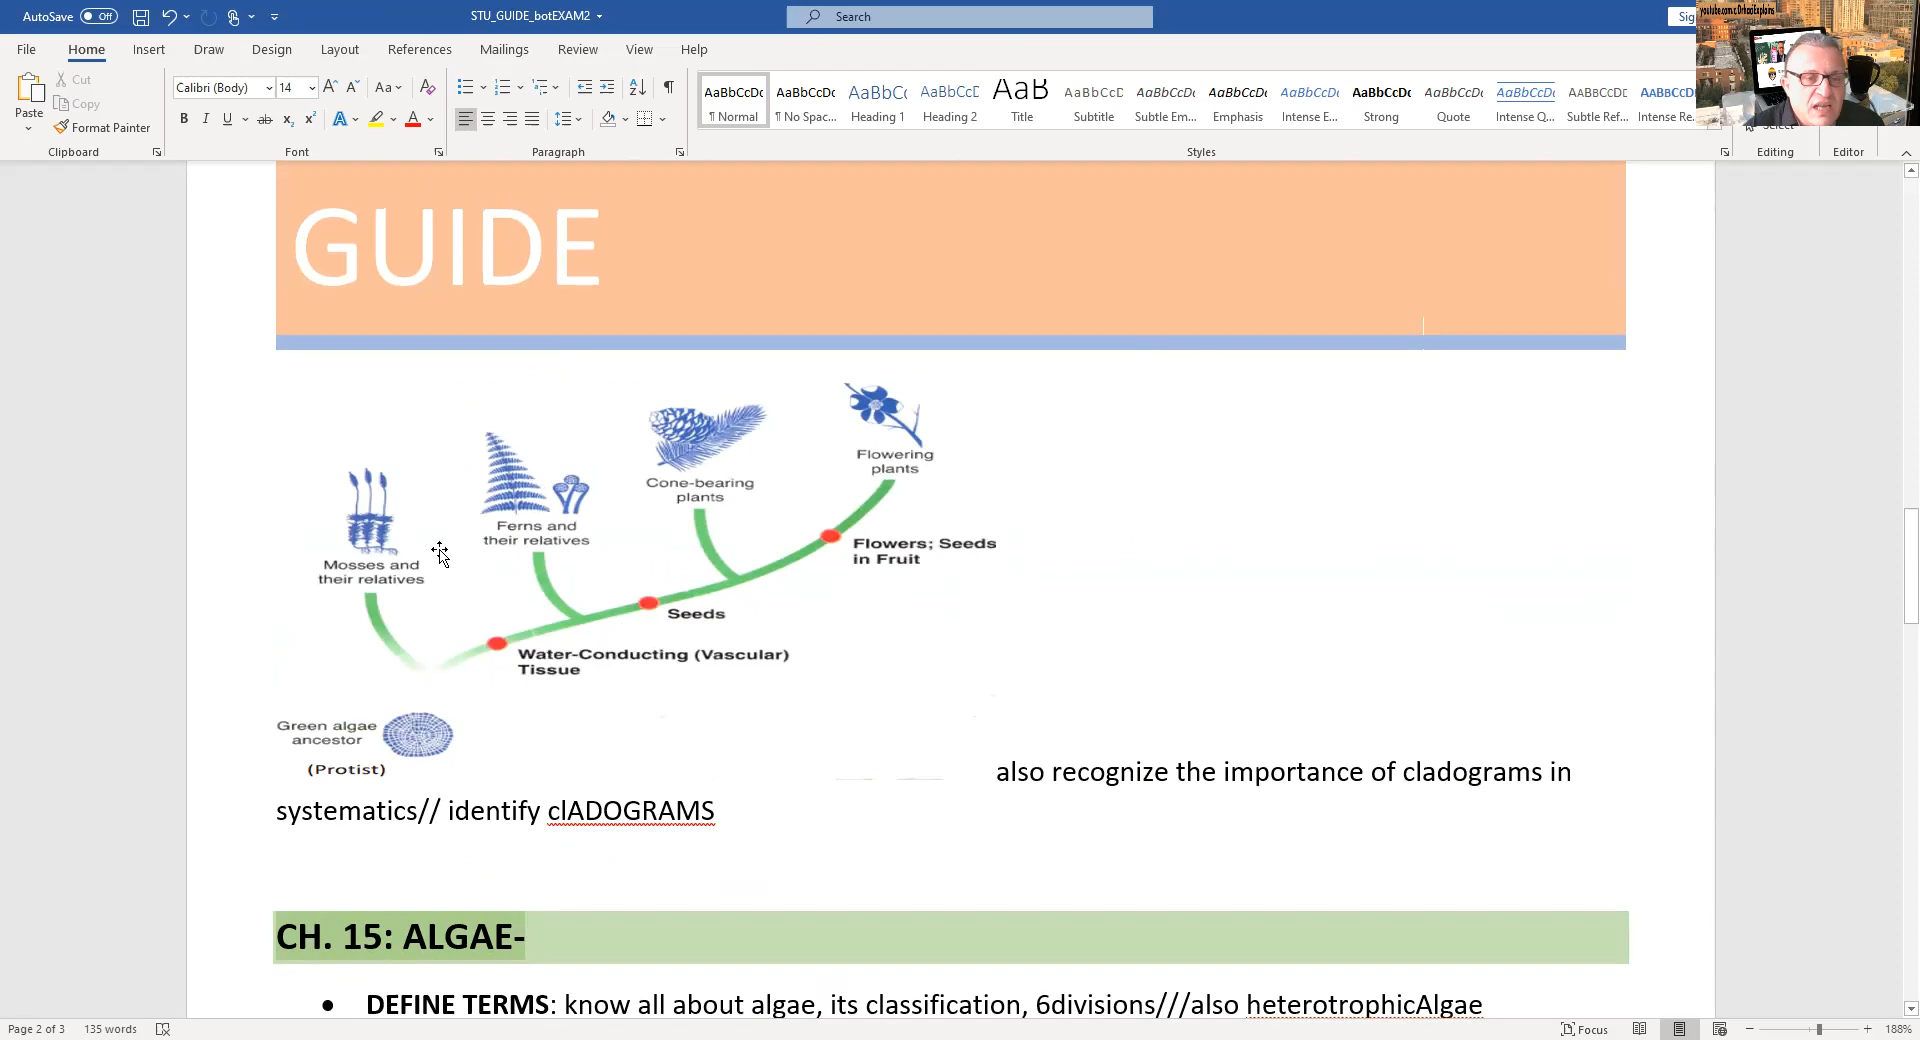 AutoSave Off
STU_GUIDE_botEXAM2
Search
File Home Insert Draw Design Layout References Mailings Review View Help
Paste
Cut
Copy
Format Painter
Clipboard
Calibri (Body) 14
Font
Paragraph
AaBbCcDc AaBbCcDc AaBbC AaBbCcD AaB AaBbCcD AaBbCcDc AaBbCcDc AaBbCcDc AaBbCcDc AaBbCcDc AaBbCcDc AABBCCDC AABBCCD
¶ Normal ¶ No Spac... Heading 1 Heading 2 Title Subtitle Subtle Em... Emphasis Intense E... Strong Quote Intense Q... Subtle Ref... Intense Re...
Styles
Editing
Editor
GUIDE
Flowering
plants
Cone-bearing
plants
Ferns and
their relatives
Mosses and
their relatives
Flowers; Seeds
in Fruit
Seeds
Water-Conducting (Vascular)
Tissue
Green algae
ancestor
(Protist)
also recognize the importance of cladograms in
systematics// identify clADOGRAMS
CH. 15: ALGAE-
• DEFINE TERMS: know all about algae, its classification, 6divisions///also heterotrophicAlgae
Page 2 of 3 135 words
Focus
188%